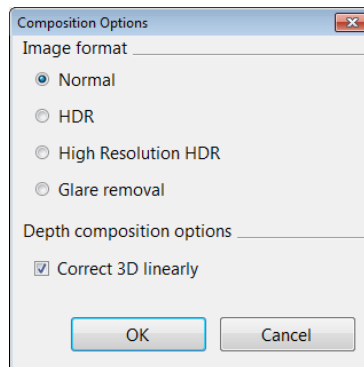 Composition Options
Image format
Normal
HDR
High Resolution HDR
Glare removal
Depth composition options
Correct 3D linearly
OK
Cancel